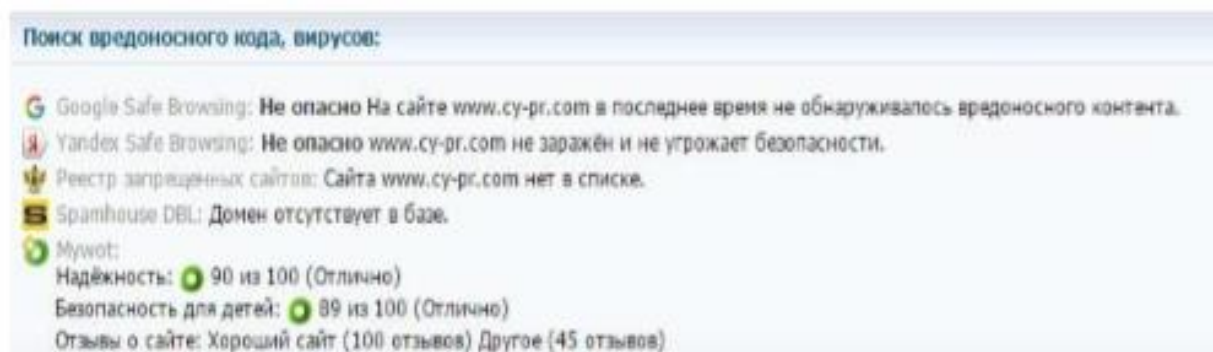 Поиск вредоносного кода, вирусов:
Google Safe Browsing: Не опасно На сайте www.cy-pr.com в последнее время не обнаруживалось вредоносного контента.
Yandex Safe Browsing: Не опасно www.cy-pr.com не заражён и не угрожает безопасности.
Реестр запрещенных сайтов: Сайта www.cy-pr.com нет в списке.
Spamhouse DBL: Домен отсутствует в базе.
Mywot:
Надёжность: 90 из 100 (Отлично)
Безопасность для детей: 89 из 100 (Отлично)
Отзывы о сайте: Хороший сайт (100 отзывов) Другое (45 отзывов)